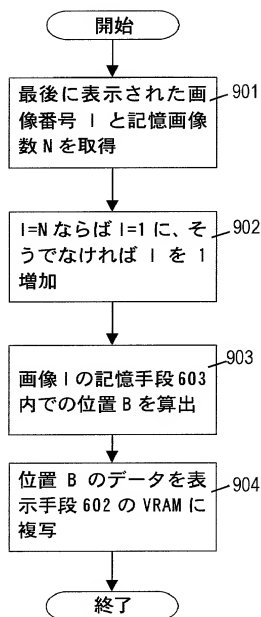 開始
最後に表示された画
像番号 I と記憶画像
数 N を取得
901
I=N ならば I=1 に、そ
うでなければ I を 1
増加
902
画像 I の記憶手段 603
内での位置 B を算出
903
位置 B のデータを表
示手段 602 の VRAM に
複写
904
終了